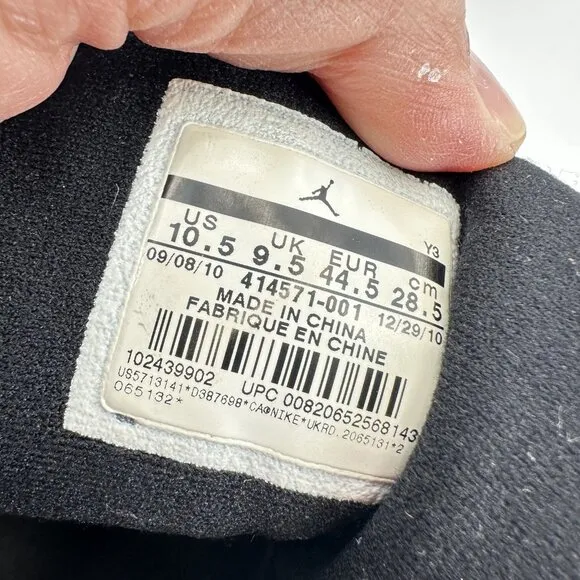 Y3
US UK EUR cm
10.5 9.5 44.5 28.5
09/08/10 414571-001 12/29/10
MADE IN CHINA
FABRIQUE EN CHINE
102439902 UPC 00820652568143
US5713141*D387698*CA@NIKE*UKRD.2065131*2
065132*